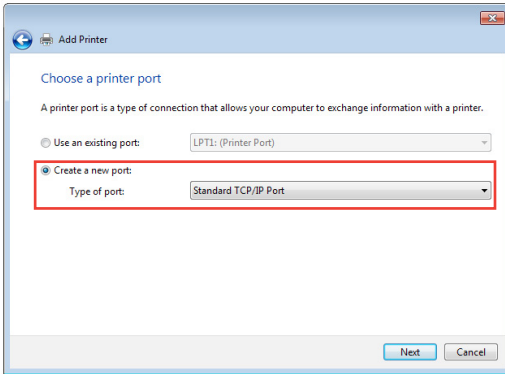 Add Printer
Choose a printer port
A printer port is a type of connection that allows your computer to exchange information with a printer.
Use an existing port: LPT1: (Printer Port)
Create a new port:
Type of port: Standard TCP/IP Port
Next Cancel